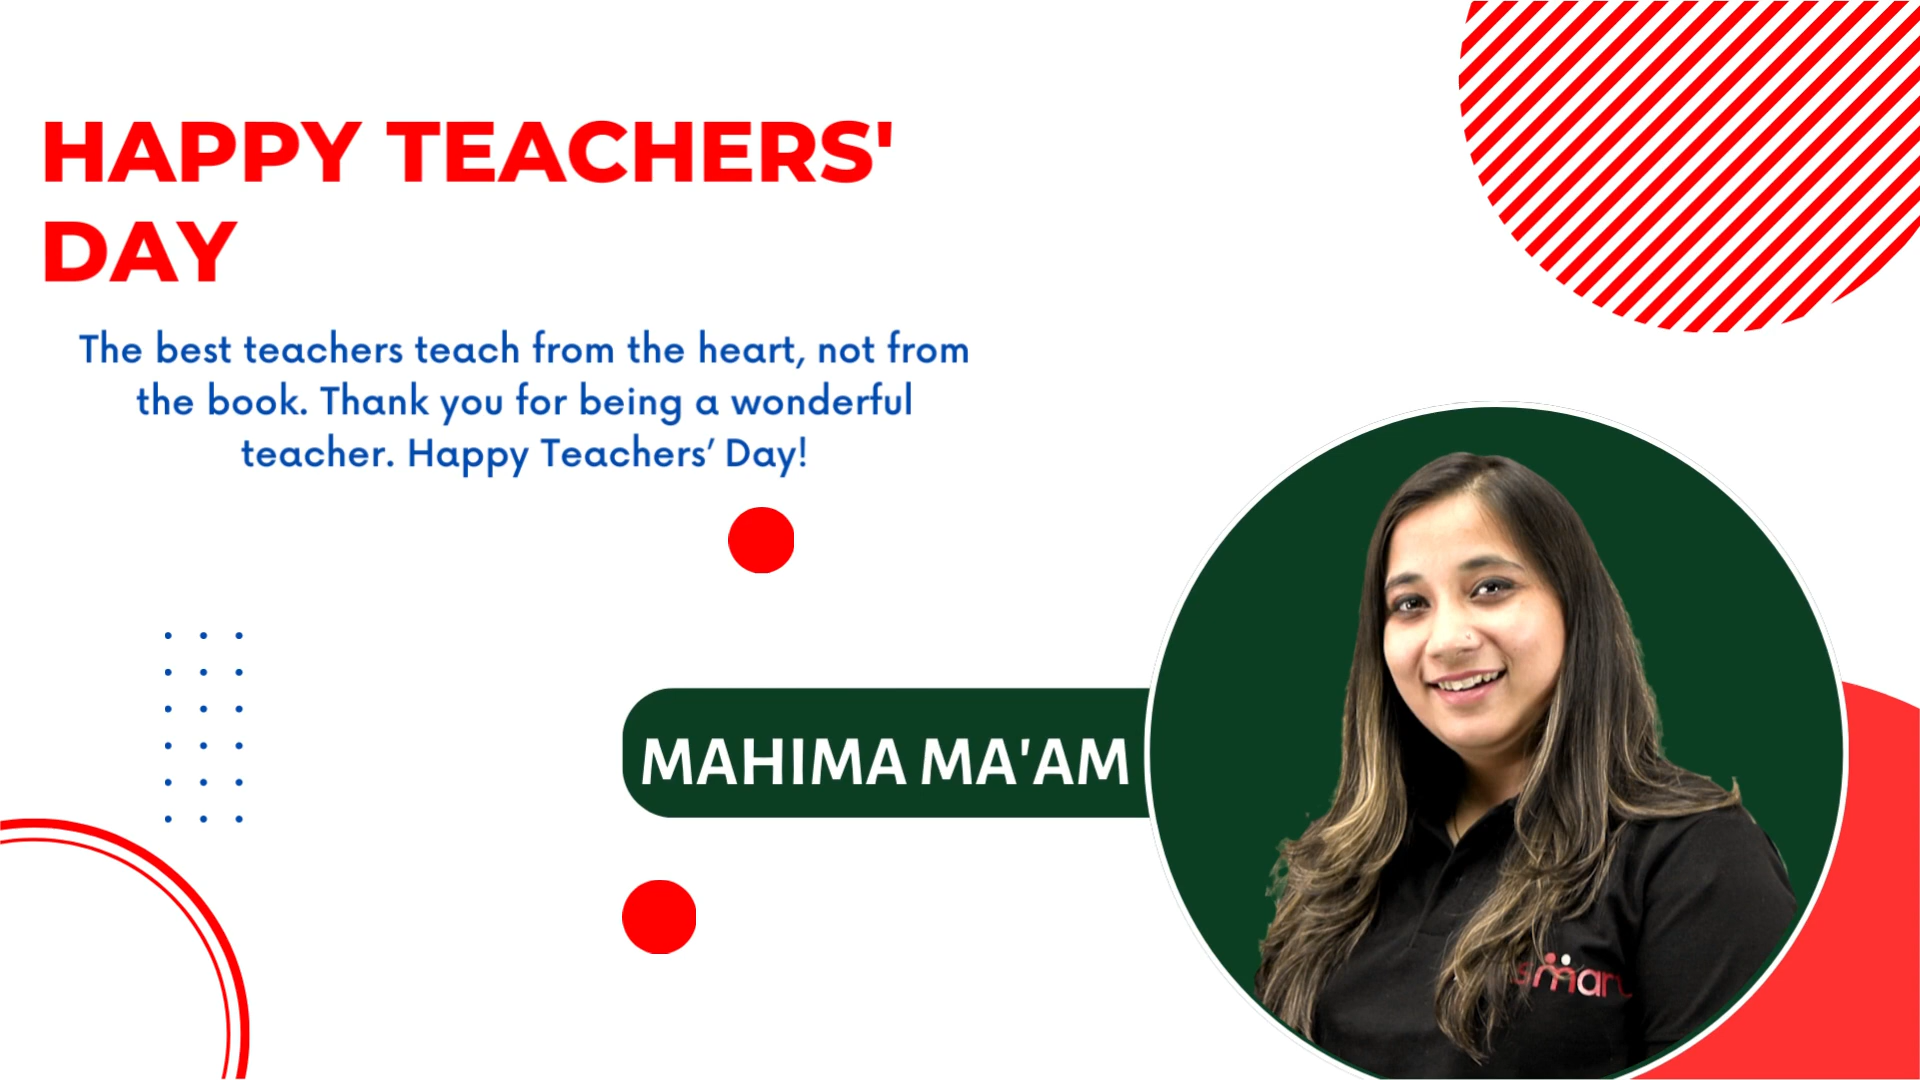 HAPPY TEACHERS'
DAY
The best teachers teach from the heart, not from
the book. Thank you for being a wonderful
teacher. Happy Teachers’ Day!
MAHIMA MA'AM